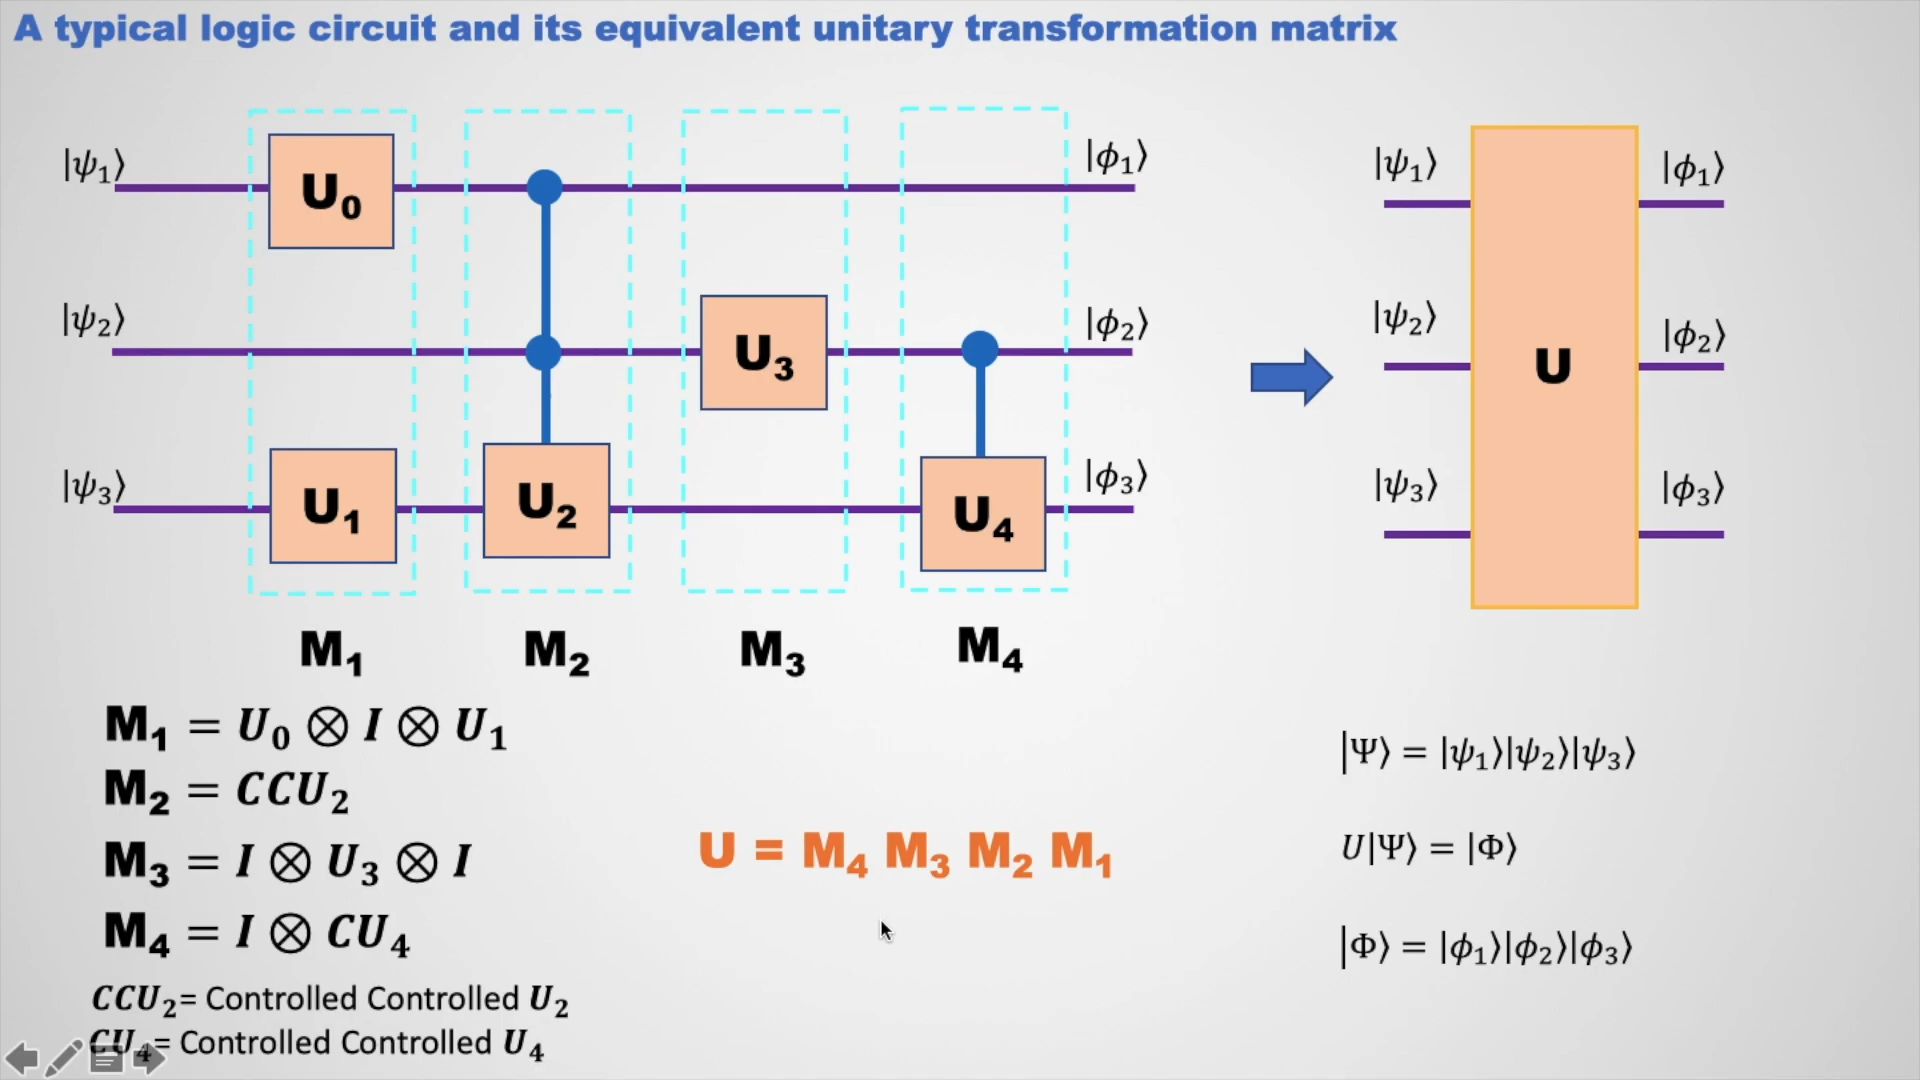 A typical logic circuit and its equivalent unitary transformation matrix
|ψ₁⟩ U₀ |ϕ₁⟩
|ψ₂⟩ U₃ |ϕ₂⟩
|ψ₃⟩ U₁ U₂ U₄ |ϕ₃⟩
M₁ M₂ M₃ M₄
|ψ₁⟩ |ϕ₁⟩
|ψ₂⟩ U |ϕ₂⟩
|ψ₃⟩ |ϕ₃⟩
M₁ = U₀ ⊗ I ⊗ U₁
M₂ = CCU₂
M₃ = I ⊗ U₃ ⊗ I
M₄ = I ⊗ CU₄
CCU₂= Controlled Controlled U₂
CU₄= Controlled Controlled U₄
U = M₄ M₃ M₂ M₁
|Ψ⟩ = |ψ₁⟩|ψ₂⟩|ψ₃⟩
U|Ψ⟩ = |Φ⟩
|Φ⟩ = |ϕ₁⟩|ϕ₂⟩|ϕ₃⟩